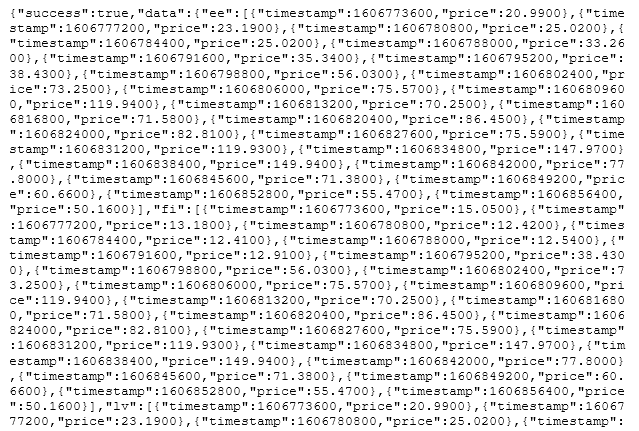 {"success":true,"data":{"ee":[{"timestamp":1606773600,"price":20.9900},{"time
stamp":1606777200,"price":23.1900},{"timestamp":1606780800,"price":25.0200},{
"timestamp":1606784400,"price":25.0200},{"timestamp":1606788000,"price":33.26
00},{"timestamp":1606791600,"price":35.3400},{"timestamp":1606795200,"price":
38.4300},{"timestamp":1606798800,"price":56.0300},{"timestamp":1606802400,"pr
ice":73.2500},{"timestamp":1606806000,"price":75.5700},{"timestamp":160680960
0,"price":119.9400},{"timestamp":1606813200,"price":70.2500},{"timestamp":160
6816800,"price":71.5800},{"timestamp":1606820400,"price":86.4500},{"timestamp
":1606824000,"price":82.8100},{"timestamp":1606827600,"price":75.5900},{"time
stamp":1606831200,"price":119.9300},{"timestamp":1606834800,"price":147.9700}
,{"timestamp":1606838400,"price":149.9400},{"timestamp":1606842000,"price":77
.8000},{"timestamp":1606845600,"price":71.3800},{"timestamp":1606849200,"pric
e":60.6600},{"timestamp":1606852800,"price":55.4700},{"timestamp":1606856400,
"price":50.1600}],"fi":[{"timestamp":1606773600,"price":15.0500},{"timestamp"
:1606777200,"price":13.1800},{"timestamp":1606780800,"price":12.4200},{"times
tamp":1606784400,"price":12.4100},{"timestamp":1606788000,"price":12.5400},{"
timestamp":1606791600,"price":12.9100},{"timestamp":1606795200,"price":38.430
0},{"timestamp":1606798800,"price":56.0300},{"timestamp":1606802400,"price":7
3.2500},{"timestamp":1606806000,"price":75.5700},{"timestamp":1606809600,"pri
ce":119.9400},{"timestamp":1606813200,"price":70.2500},{"timestamp":160681680
0,"price":71.5800},{"timestamp":1606820400,"price":86.4500},{"timestamp":1606
824000,"price":82.8100},{"timestamp":1606827600,"price":75.5900},{"timestamp"
:1606831200,"price":119.9300},{"timestamp":1606834800,"price":147.9700},{"tim
estamp":1606838400,"price":149.9400},{"timestamp":1606842000,"price":77.8000}
,{"timestamp":1606845600,"price":71.3800},{"timestamp":1606849200,"price":60.
6600},{"timestamp":1606852800,"price":55.4700},{"timestamp":1606856400,"price
":50.1600}],"lv":[{"timestamp":1606773600,"price":20.9900},{"timestamp":16067
77200,"price":23.1900},{"timestamp":1606780800,"price":25.0200},{"timestamp":